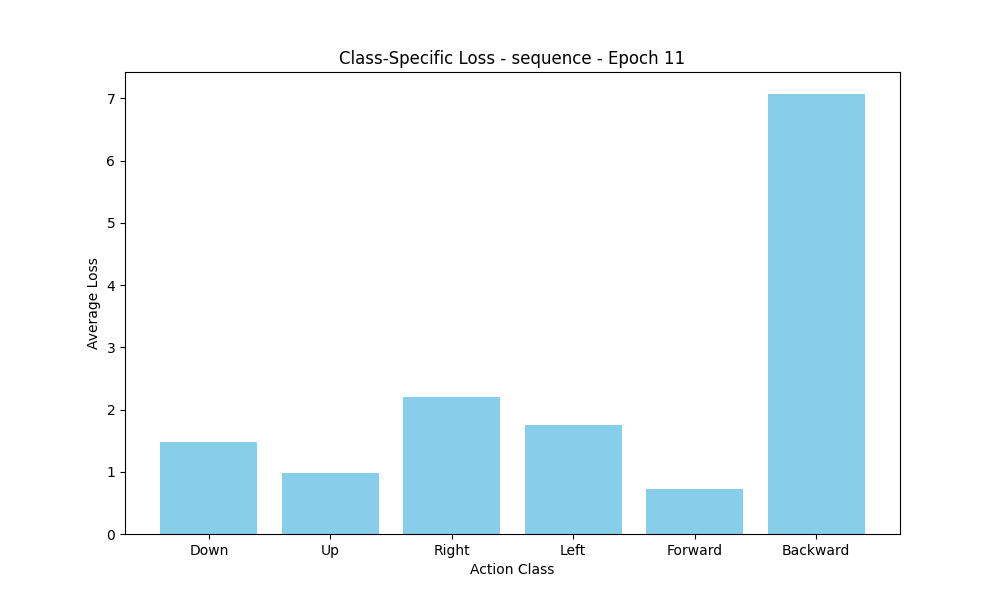 Class-Specific Loss - sequence - Epoch 11
7
6
5
4
3
2
1
0
Average Loss
Down Up Right Left Forward Backward
Action Class